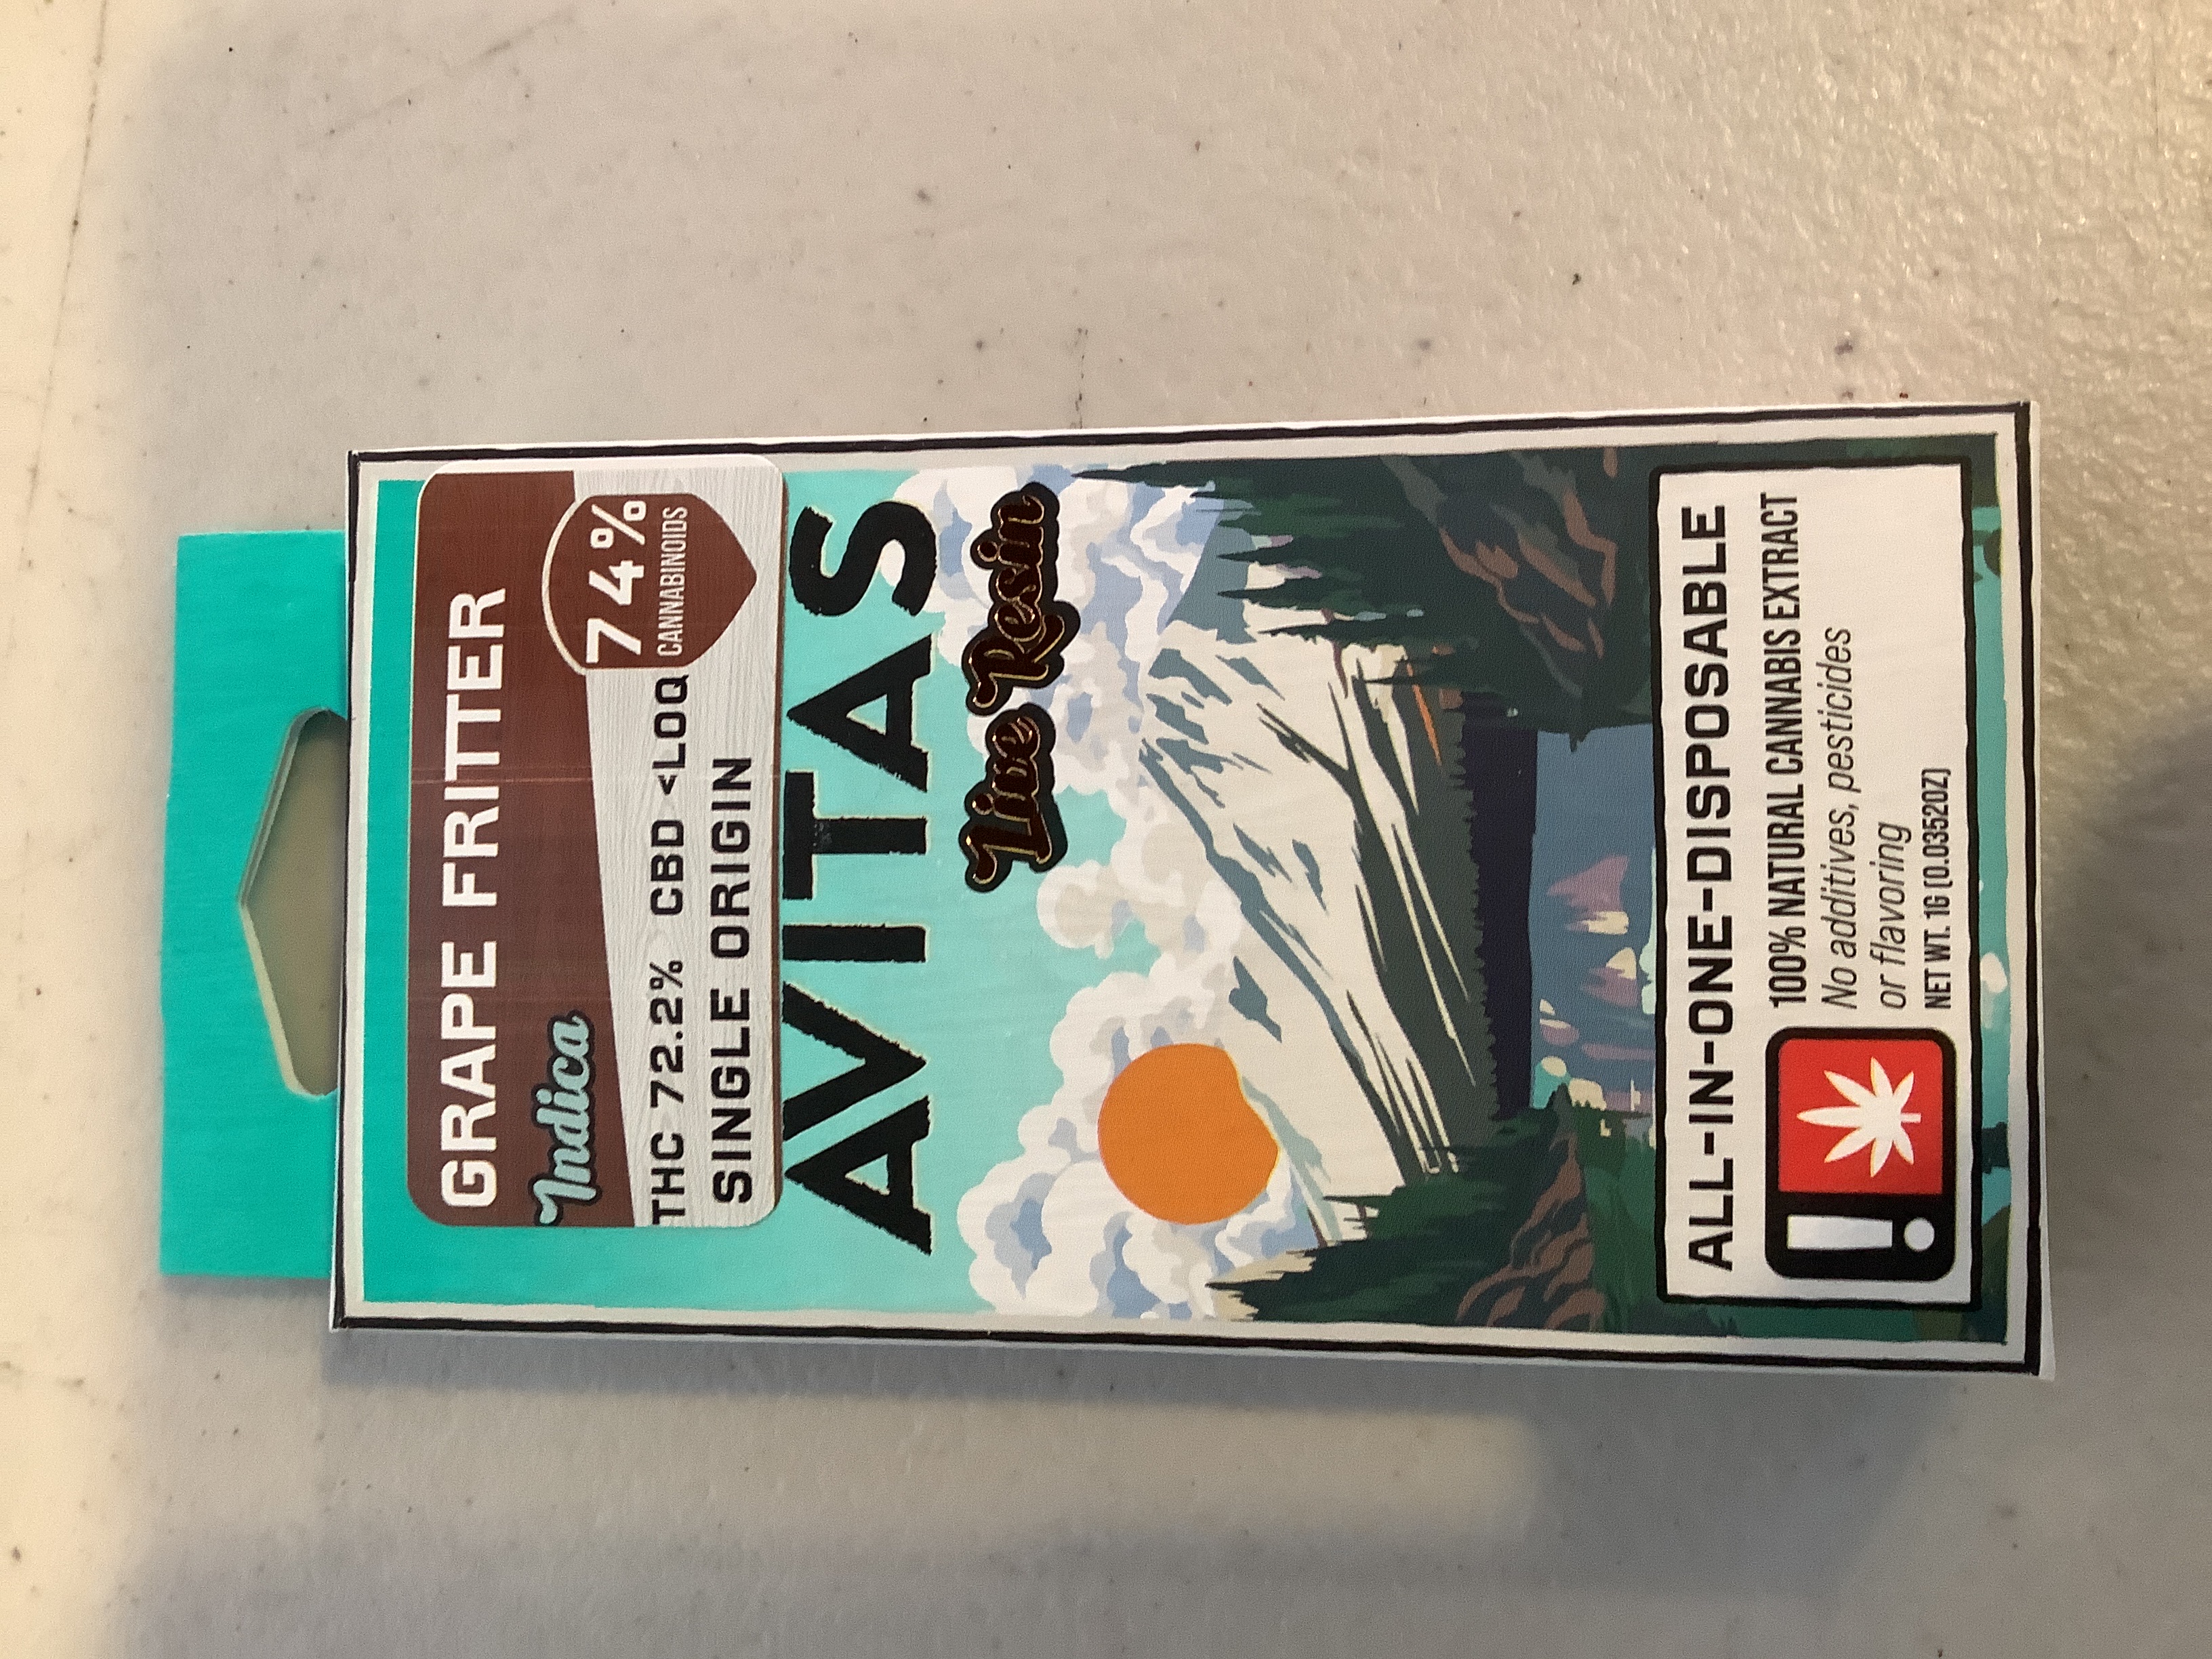 GRAPE FRITTER
Indica
74%
CANNABINOIDS
THC 72.2% CBD <LOQ
SINGLE ORIGIN
AVITAS
Live Resin
ALL-IN-ONE-DISPOSABLE
100% NATURAL CANNABIS EXTRACT
No additives, pesticides
or flavoring
NET WT. 1G (0.0352OZ)
!